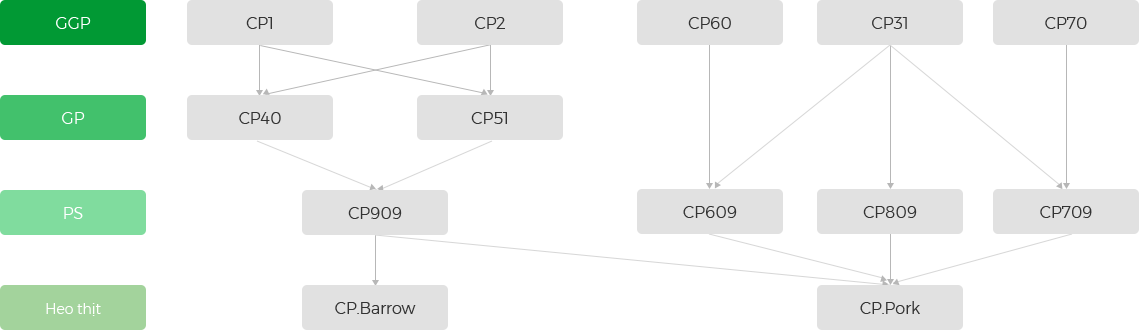 GGP
CP1
CP2
CP60
CP31
CP70
GP
CP40
CP51
PS
CP909
CP609
CP809
CP709
Heo thịt
CP.Barrow
CP.Pork